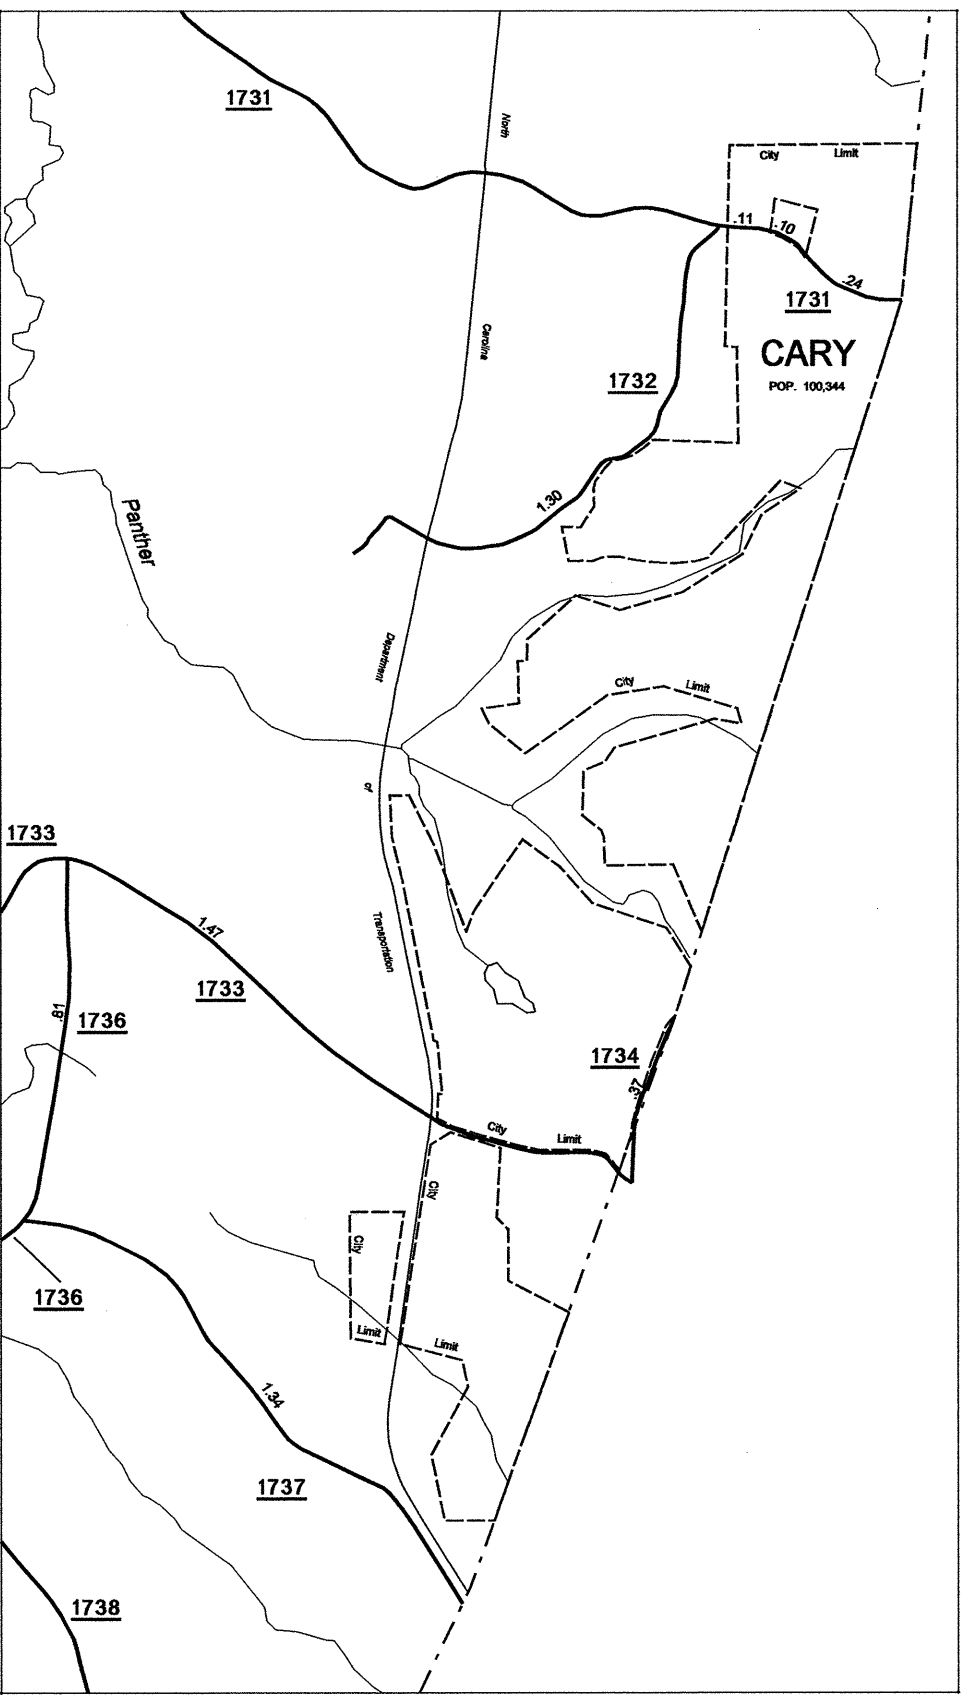 1731
North
City Limit
.11
.10
.24
1731
CARY
POP. 100,344
Carolina
1732
1.30
Panther
Department
City Limit
of
1733
Transportation
1.47
1733
.81
1736
1734
.37
City Limit
City
City
Limit
Limit
1736
1.34
1737
1738